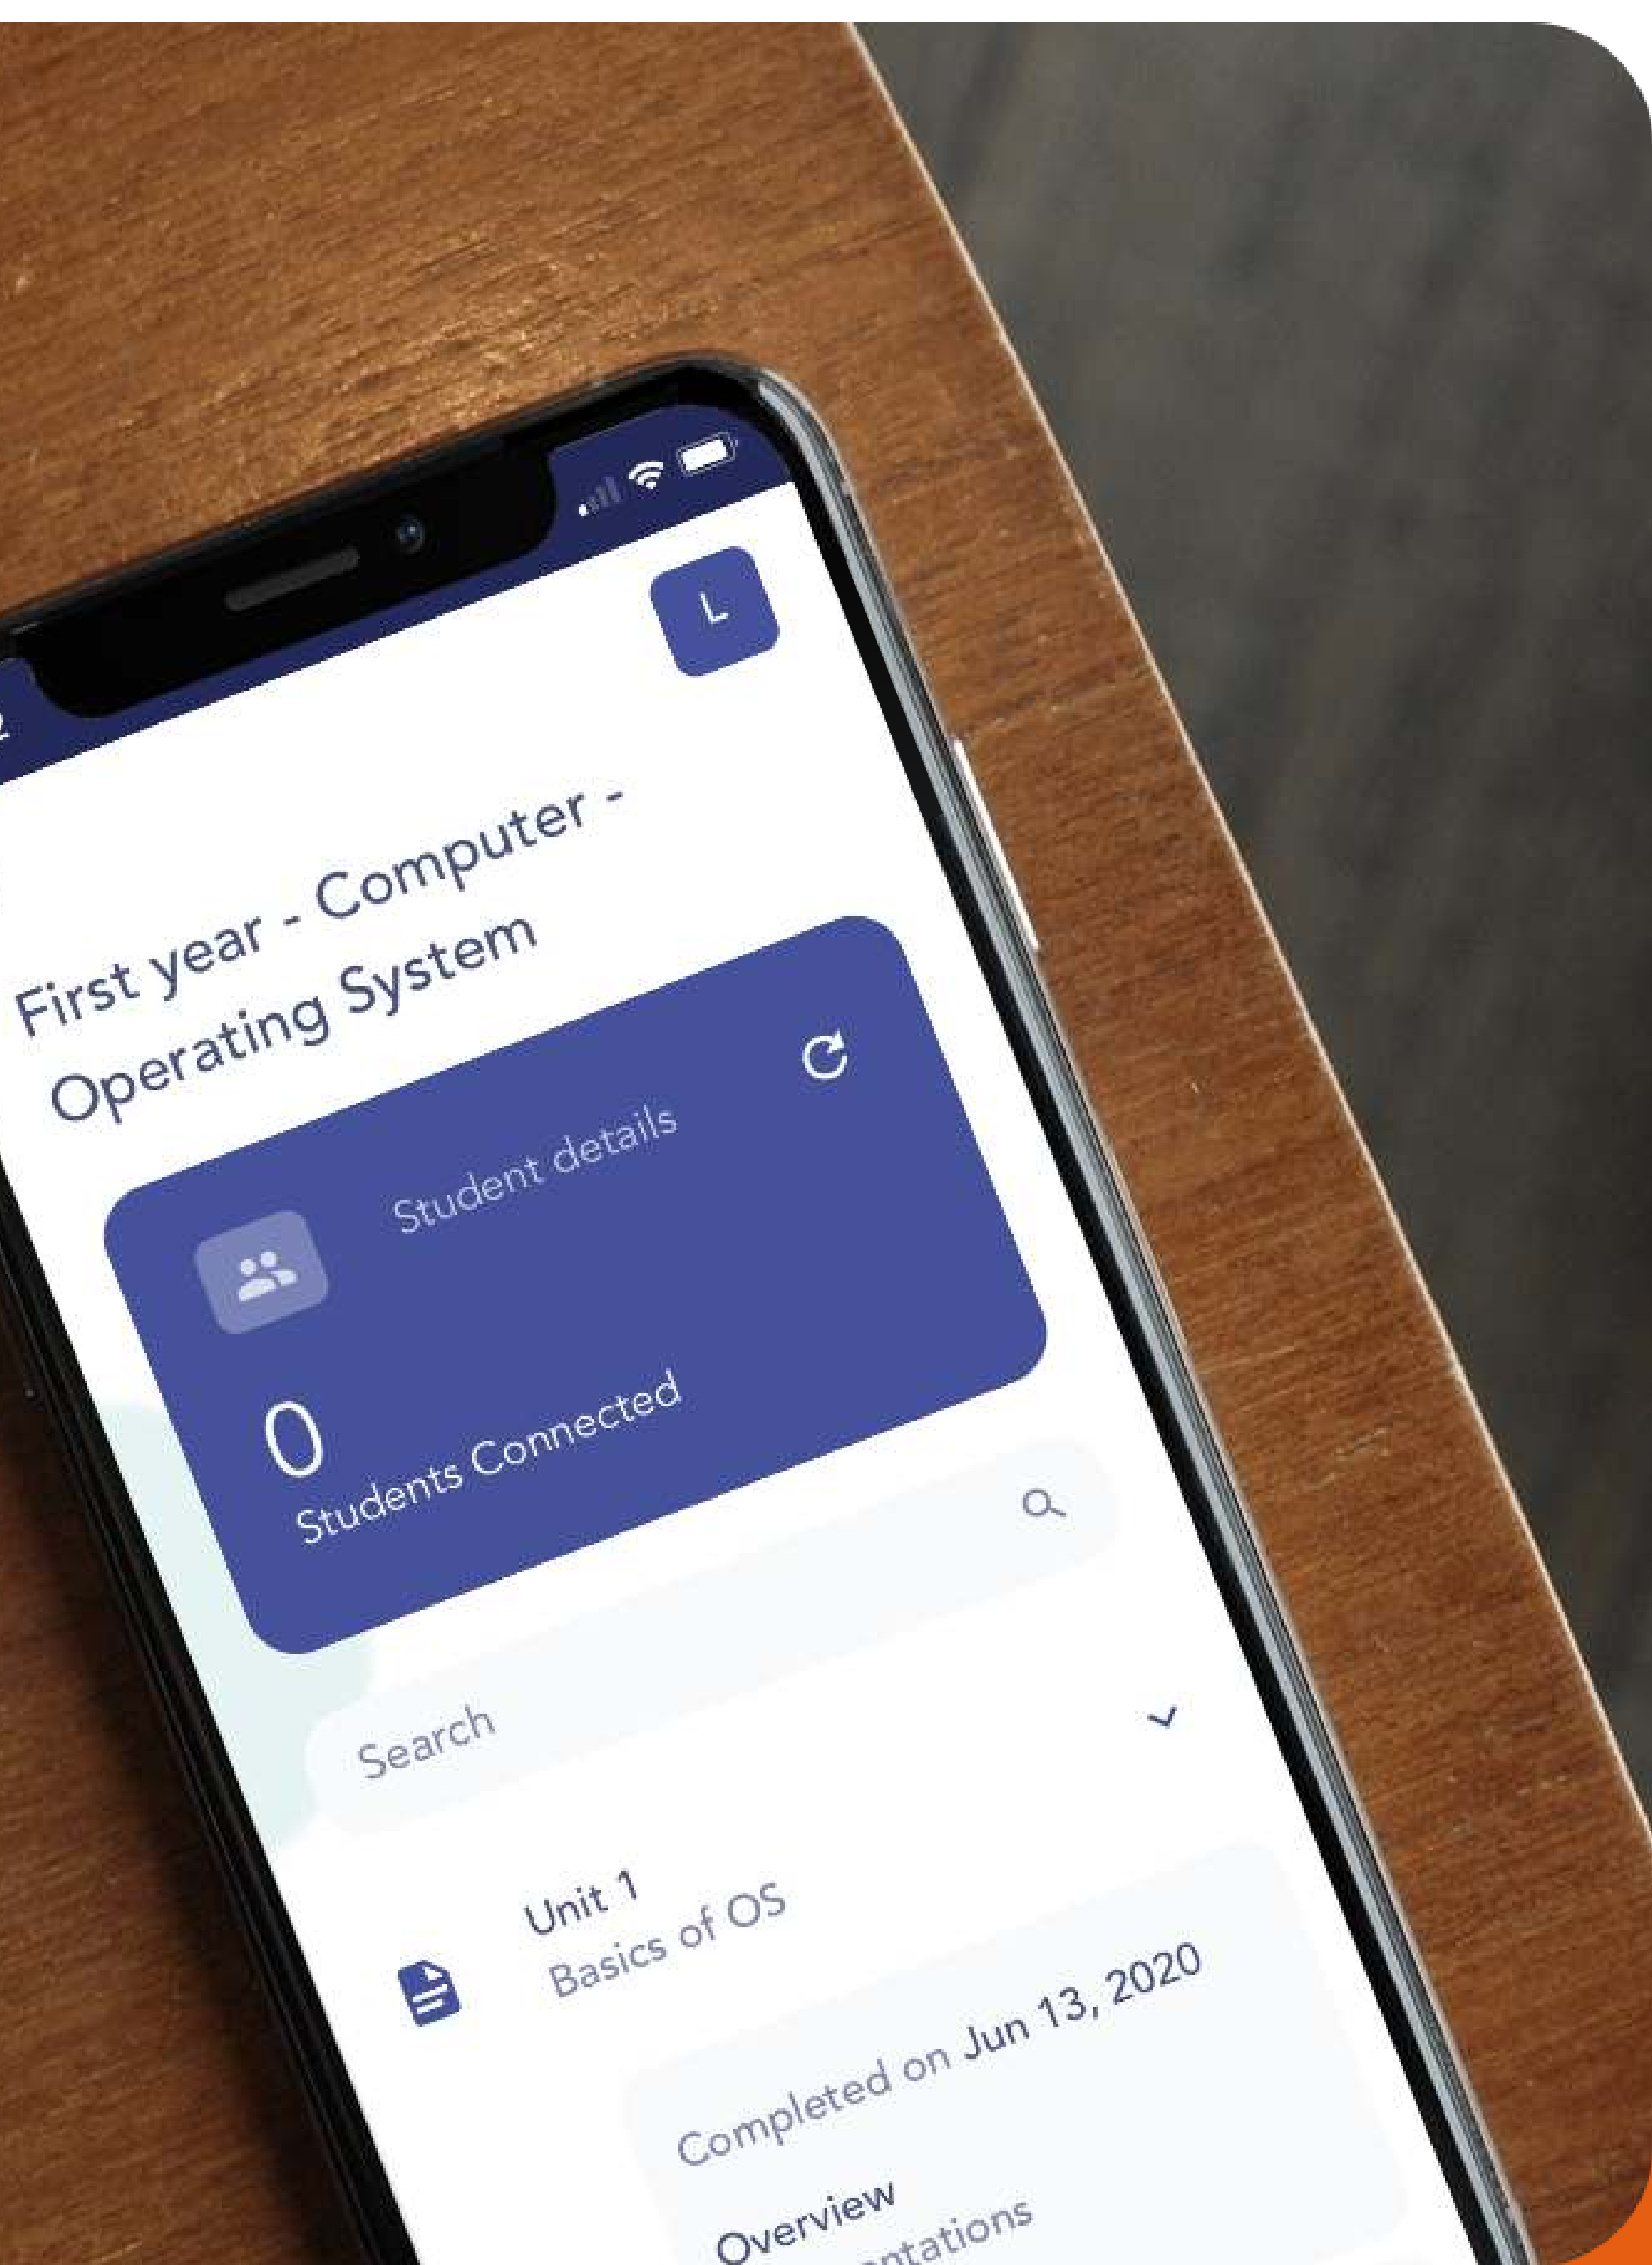 L
First year - Computer -
Operating System
Student details
0
Students Connected
Search
Unit 1
Basics of OS
Completed on Jun 13, 2020
Overview